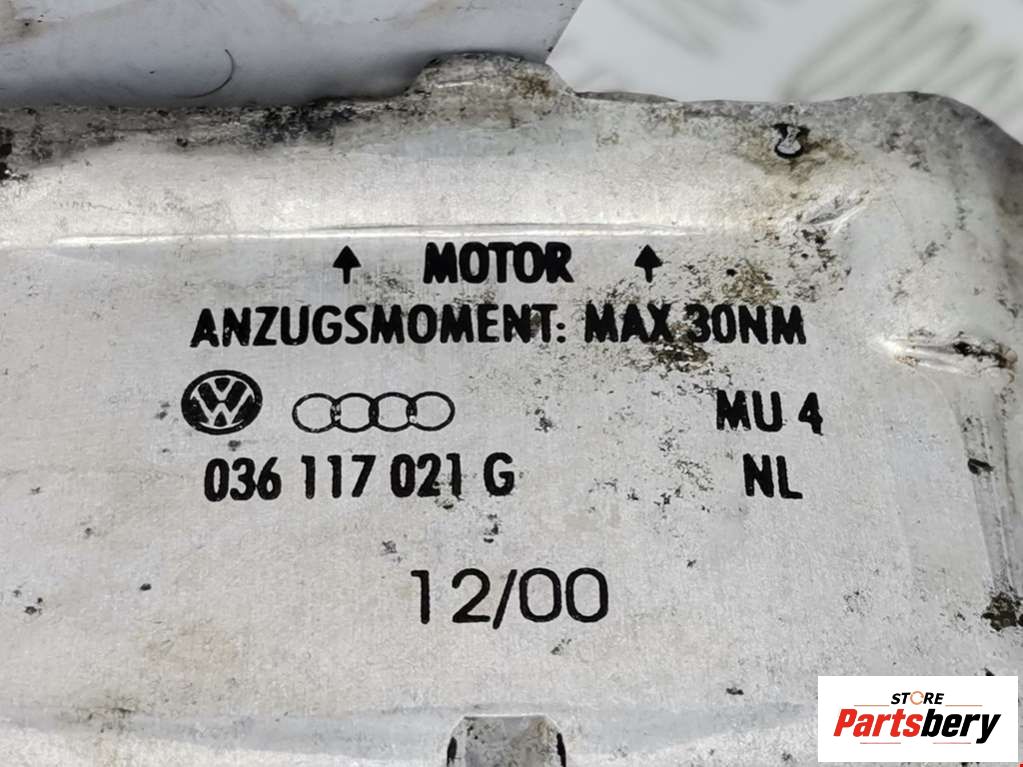 ↑ MOTOR ↑
ANZUGSMOMENT: MAX 30NM
MU 4
036 117 021 G NL
12/00
STORE
Partsbery